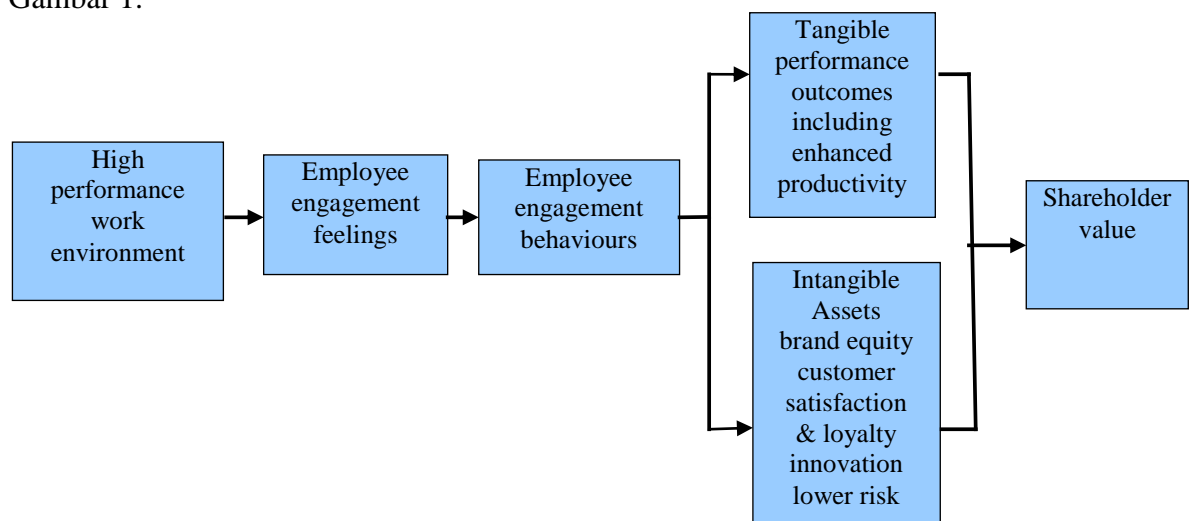 Gambar 1.
High
performance
work
environment
Employee
engagement
feelings
Employee
engagement
behaviours
Tangible
performance
outcomes
including
enhanced
productivity
Intangible
Assets
brand equity
customer
satisfaction
& loyalty
innovation
lower risk
Shareholder
value